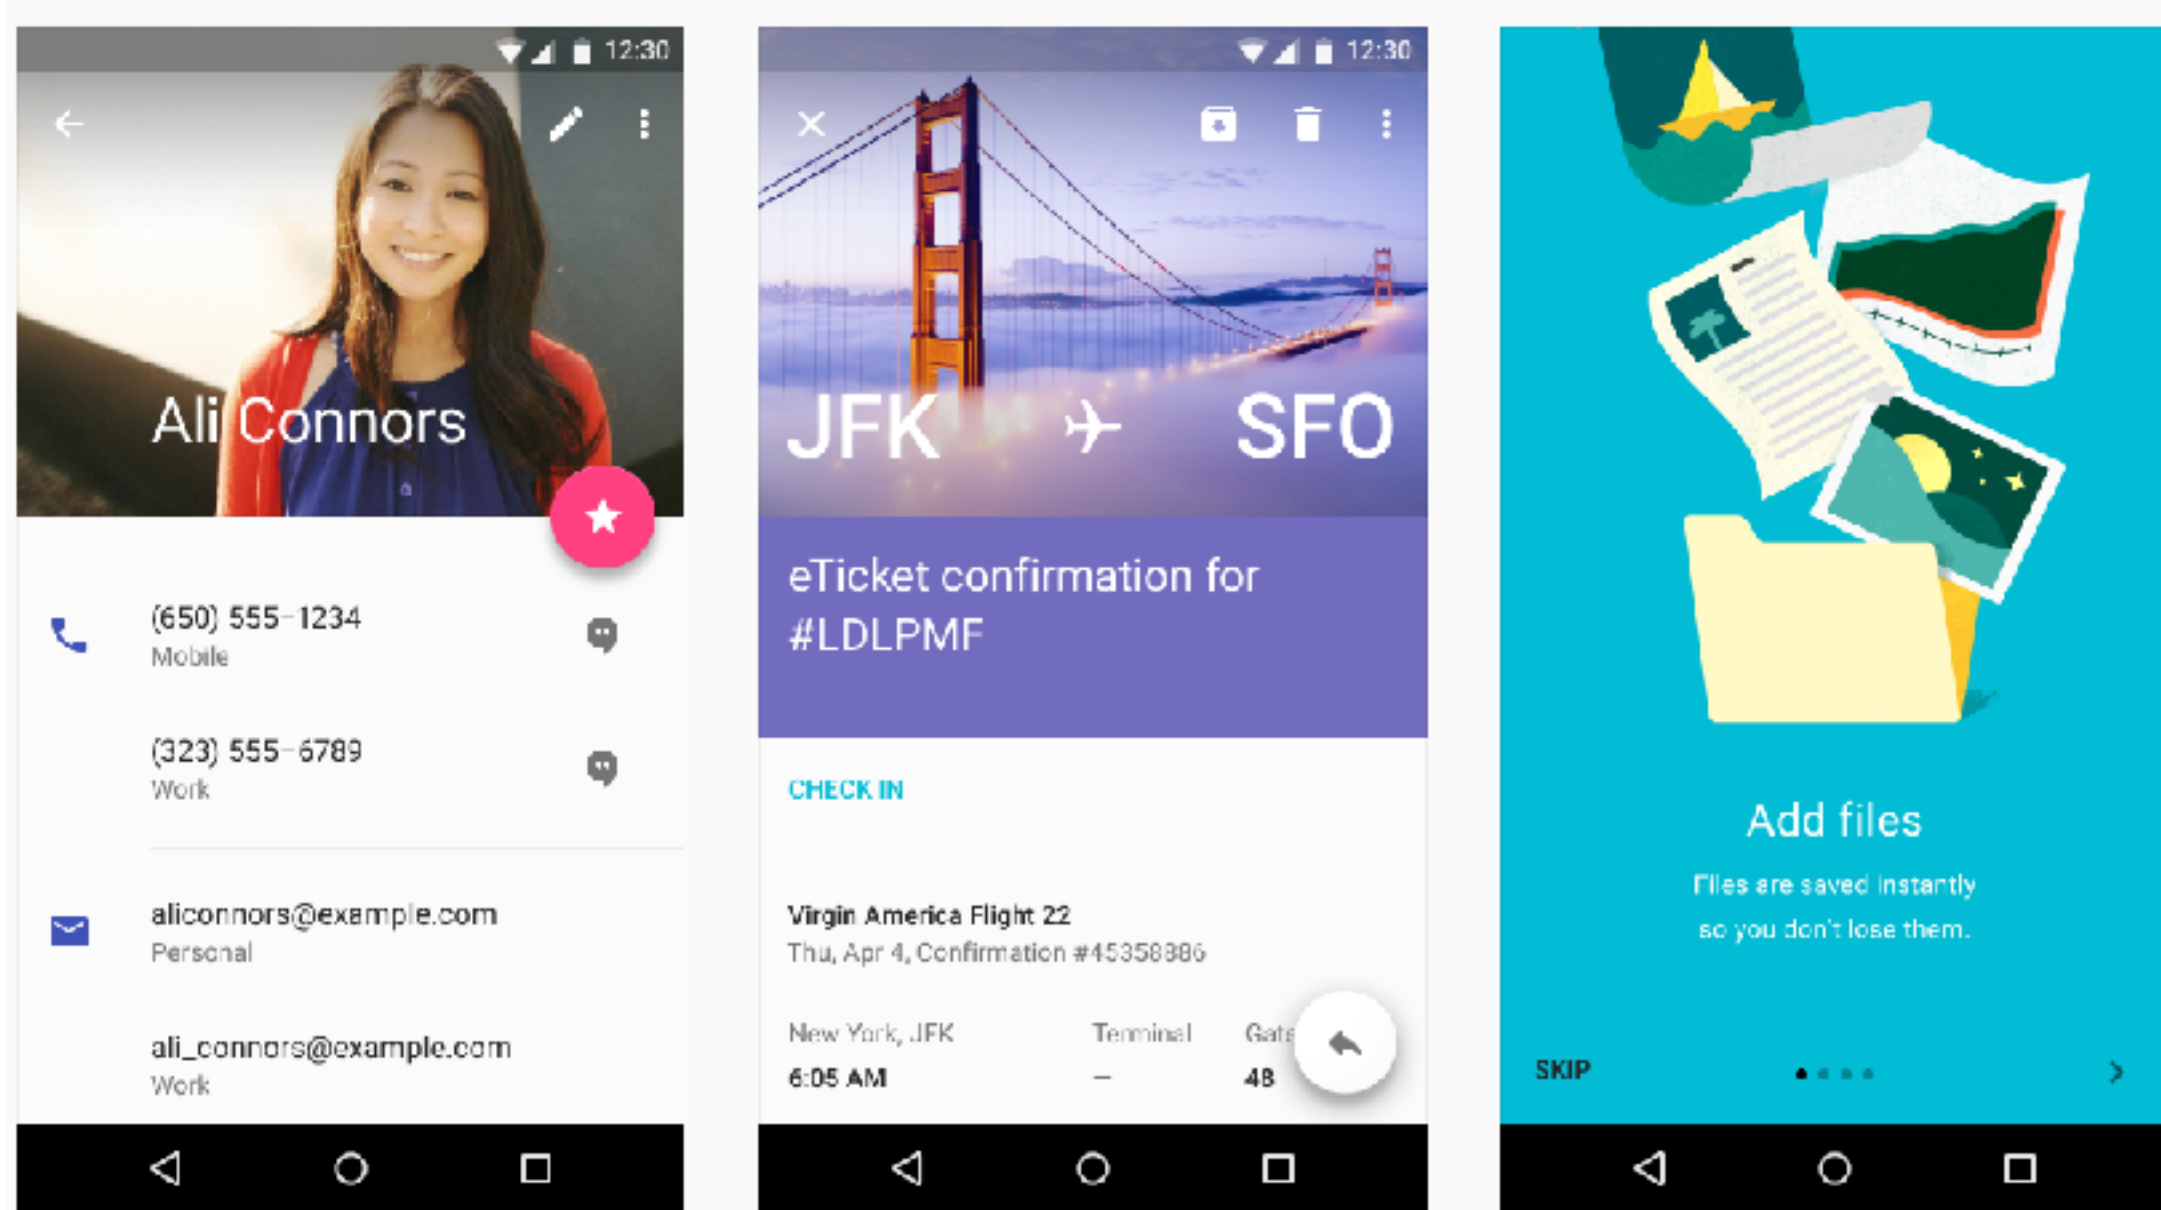 12:30
Ali Connors
(650) 555-1234
Mobile
(323) 555-6789
Work
aliconnors@example.com
Personal
ali_connors@example.com
Work
12:30
JFK SFO
eTicket confirmation for
#LDLPMF
CHECK IN
Virgin America Flight 22
Thu, Apr 4, Confirmation #45358886
New York, JFK Terminal Gate
6:05 AM — 4B
Add files
Files are saved instantly
so you don't lose them.
SKIP